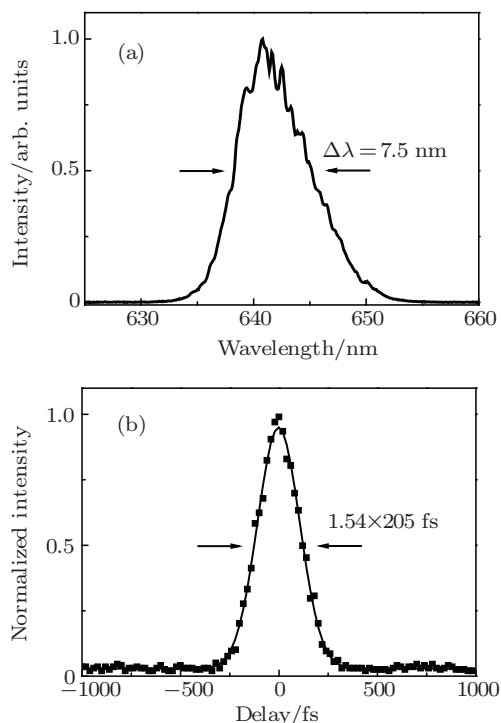 (a)
1.0
0.5
0
Intensity/arb. units
Δλ = 7.5 nm
630
640
650
660
Wavelength/nm
(b)
1.0
0.5
0
Normalized intensity
1.54×205 fs
−1000
−500
0
500
1000
Delay/fs